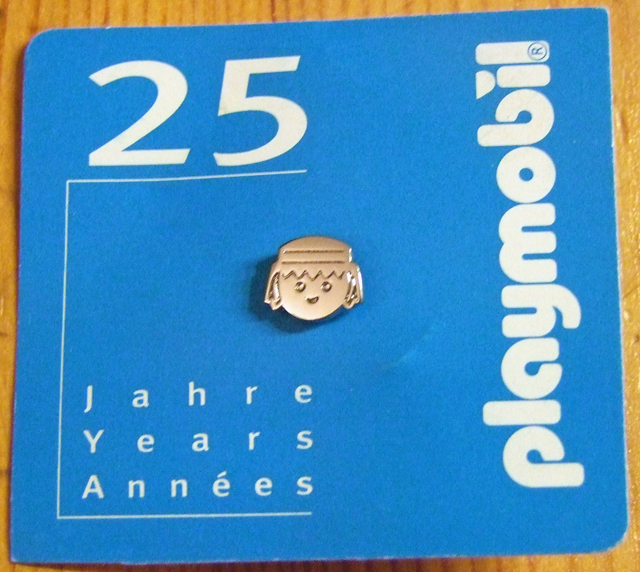 25
Jahre
Years
Années
playmobil®